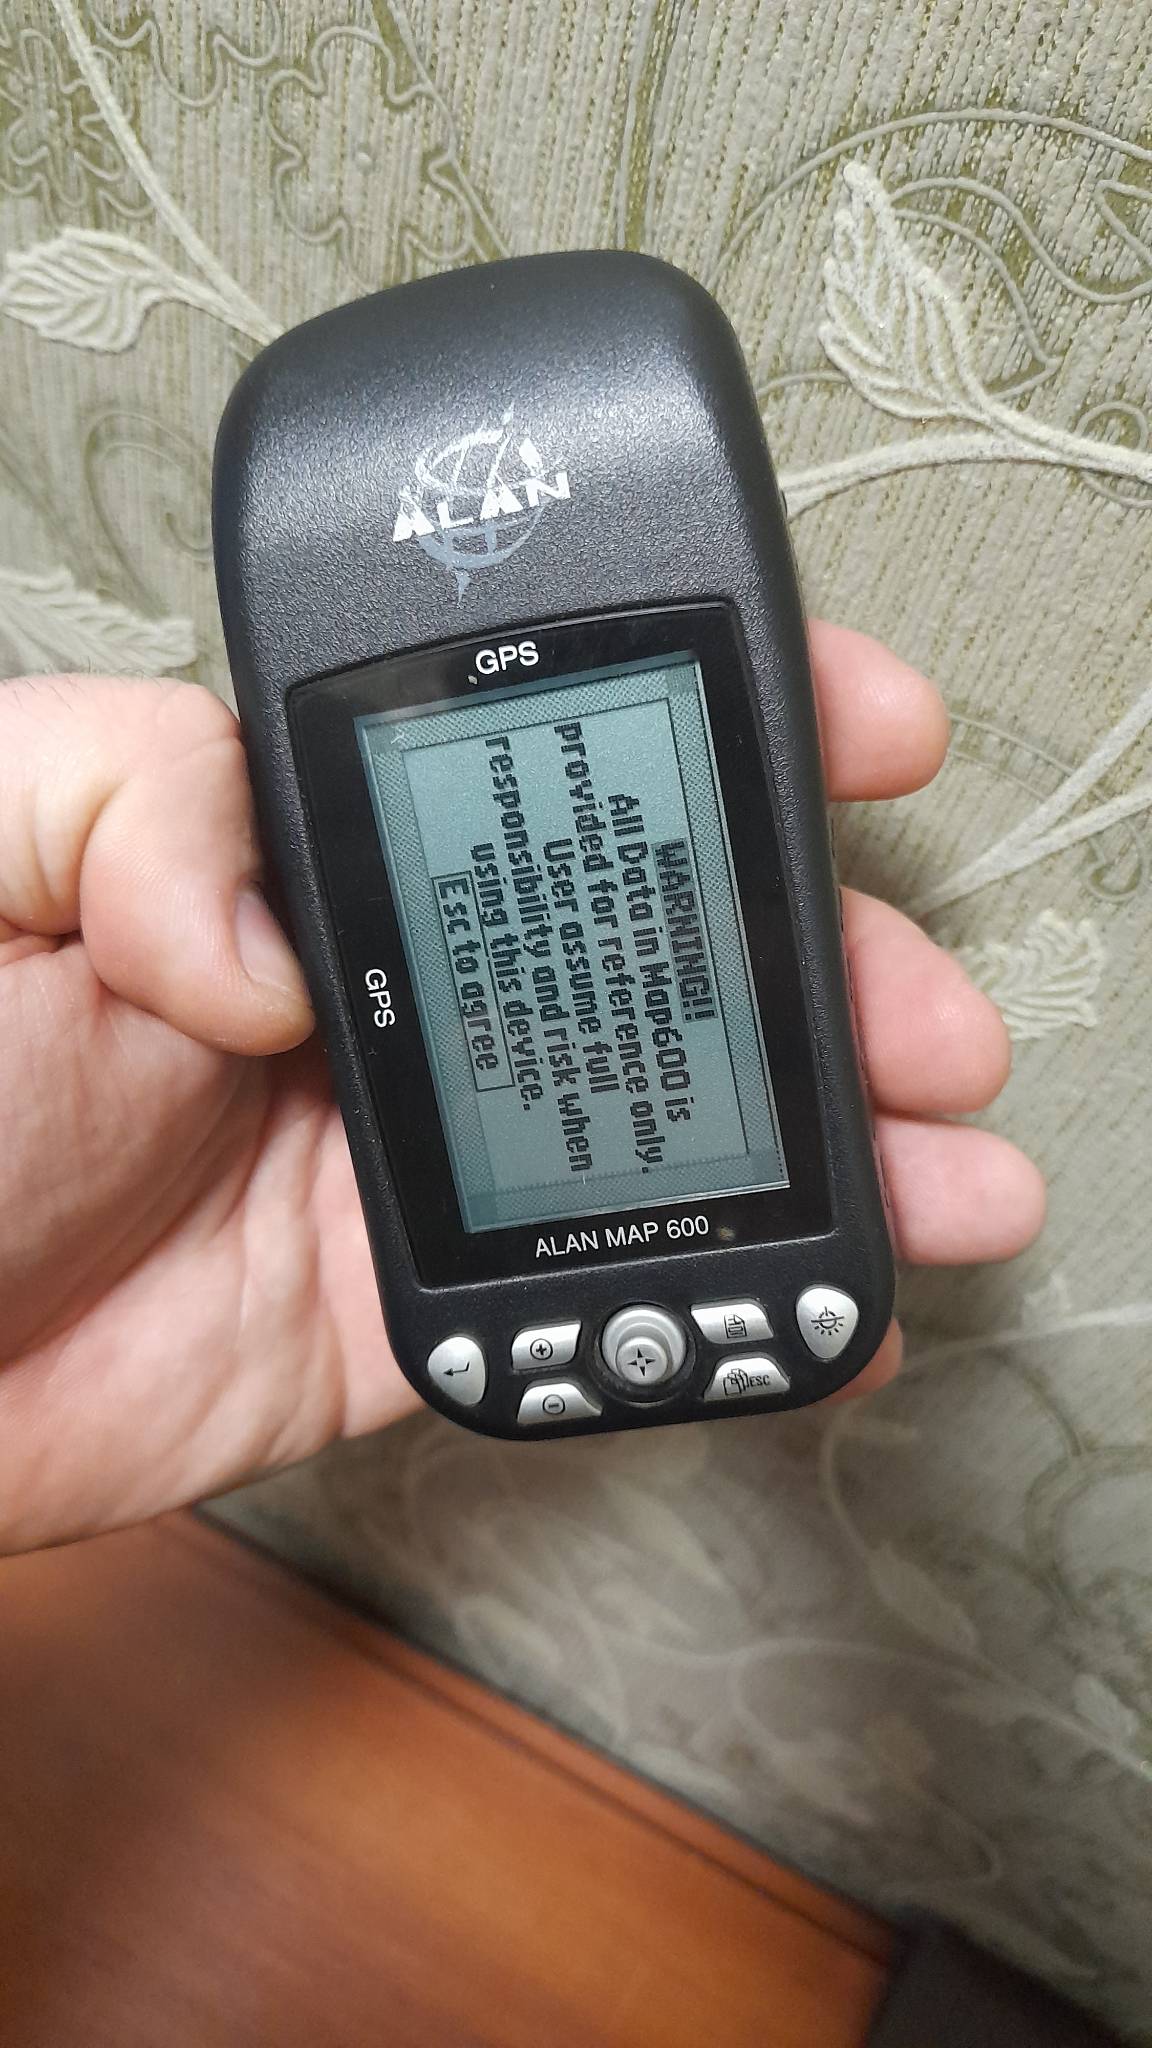 ALAN
GPS
WARNING!!
All Data in Map600 is
provided for reference only.
User assume full
responsibility and risk when
using this device.
Esc to agree
GPS
ALAN MAP 600
ESC